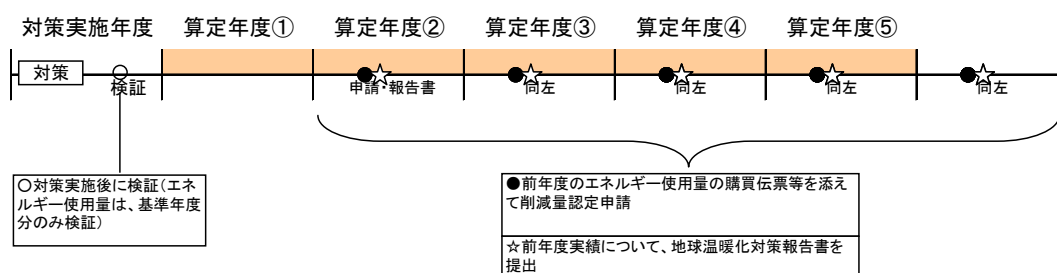 対策実施年度 算定年度① 算定年度② 算定年度③ 算定年度④ 算定年度⑤
対策
検証 申請・報告書 同左 同左 同左 同左
○対策実施後に検証(エネ
ルギー使用量は、基準年度
分のみ検証)
●前年度のエネルギー使用量の購買伝票等を添え
て削減量認定申請
☆前年度実績について、地球温暖化対策報告書を
提出